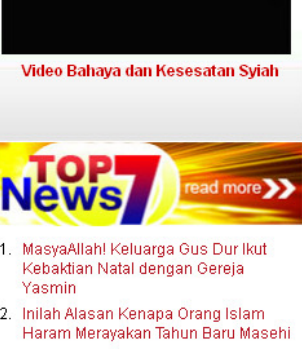 Video Bahaya dan Kesesatan Syiah
TOP
News 7
read more
1. MasyaAllah! Keluarga Gus Dur Ikut
Kebaktian Natal dengan Gereja
Yasmin
2. Inilah Alasan Kenapa Orang Islam
Haram Merayakan Tahun Baru Masehi